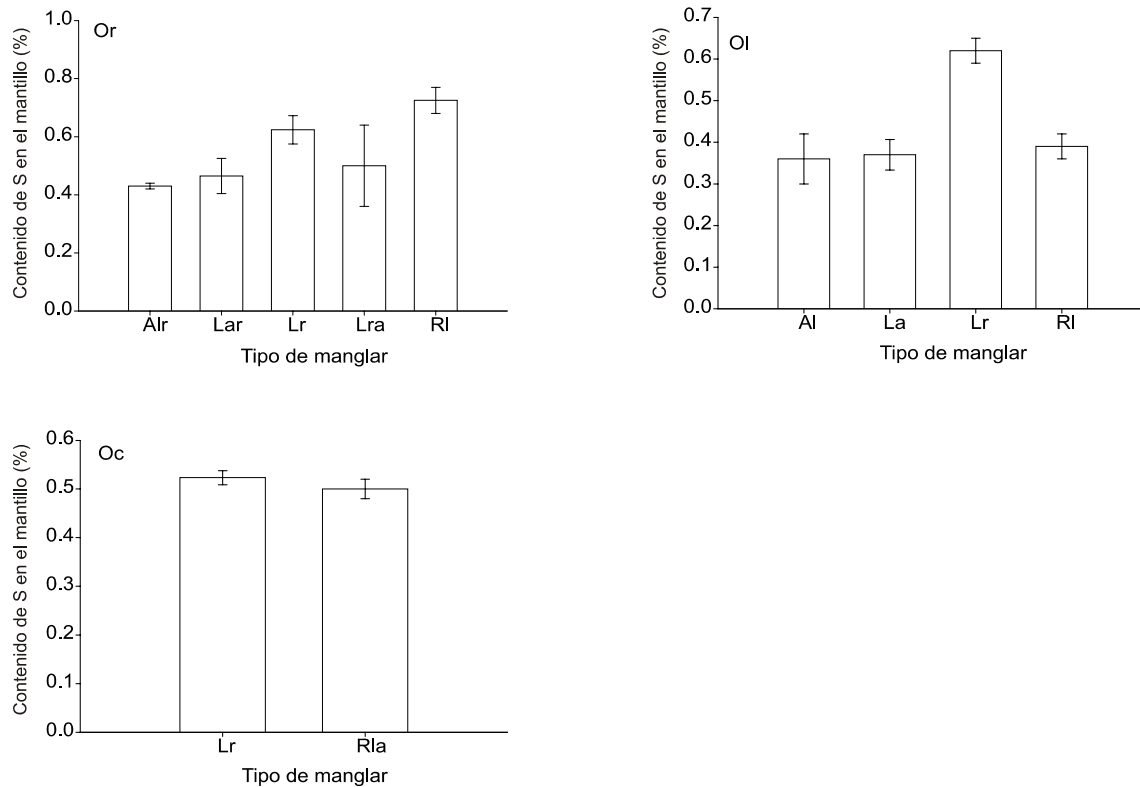 Or
Contenido de S en el mantillo (%)
1.0
0.8
0.6
0.4
0.2
0.0
Alr Lar Lr Lra Rl
Tipo de manglar
Ol
Contenido de S en el mantillo (%)
0.7
0.6
0.5
0.4
0.3
0.2
0.1
0.0
Al La Lr Rl
Tipo de manglar
Oc
Contenido de S en el mantillo (%)
0.6
0.5
0.4
0.3
0.2
0.1
0.0
Lr Rla
Tipo de manglar